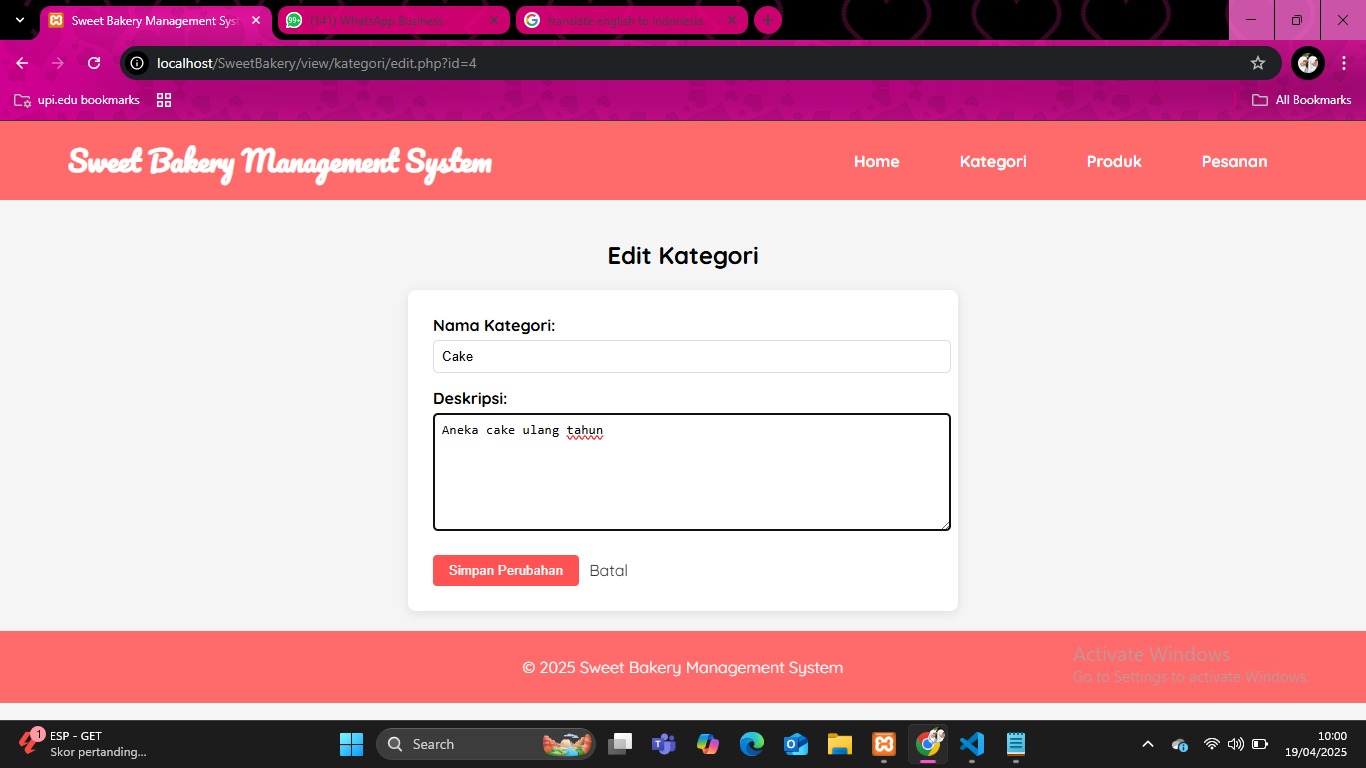 Sweet Bakery Management Sys
(141) WhatsApp Business
translate english to indonesia
localhost/SweetBakery/view/kategori/edit.php?id=4
upi.edu bookmarks
All Bookmarks
Sweet Bakery Management System
Home Kategori Produk Pesanan
Edit Kategori
Nama Kategori:
Cake
Deskripsi:
Aneka cake ulang tahun
Simpan Perubahan Batal
© 2025 Sweet Bakery Management System
Activate Windows
Go to Settings to activate Windows.
1
ESP - GET
Skor pertanding...
Search
10:00
19/04/2025